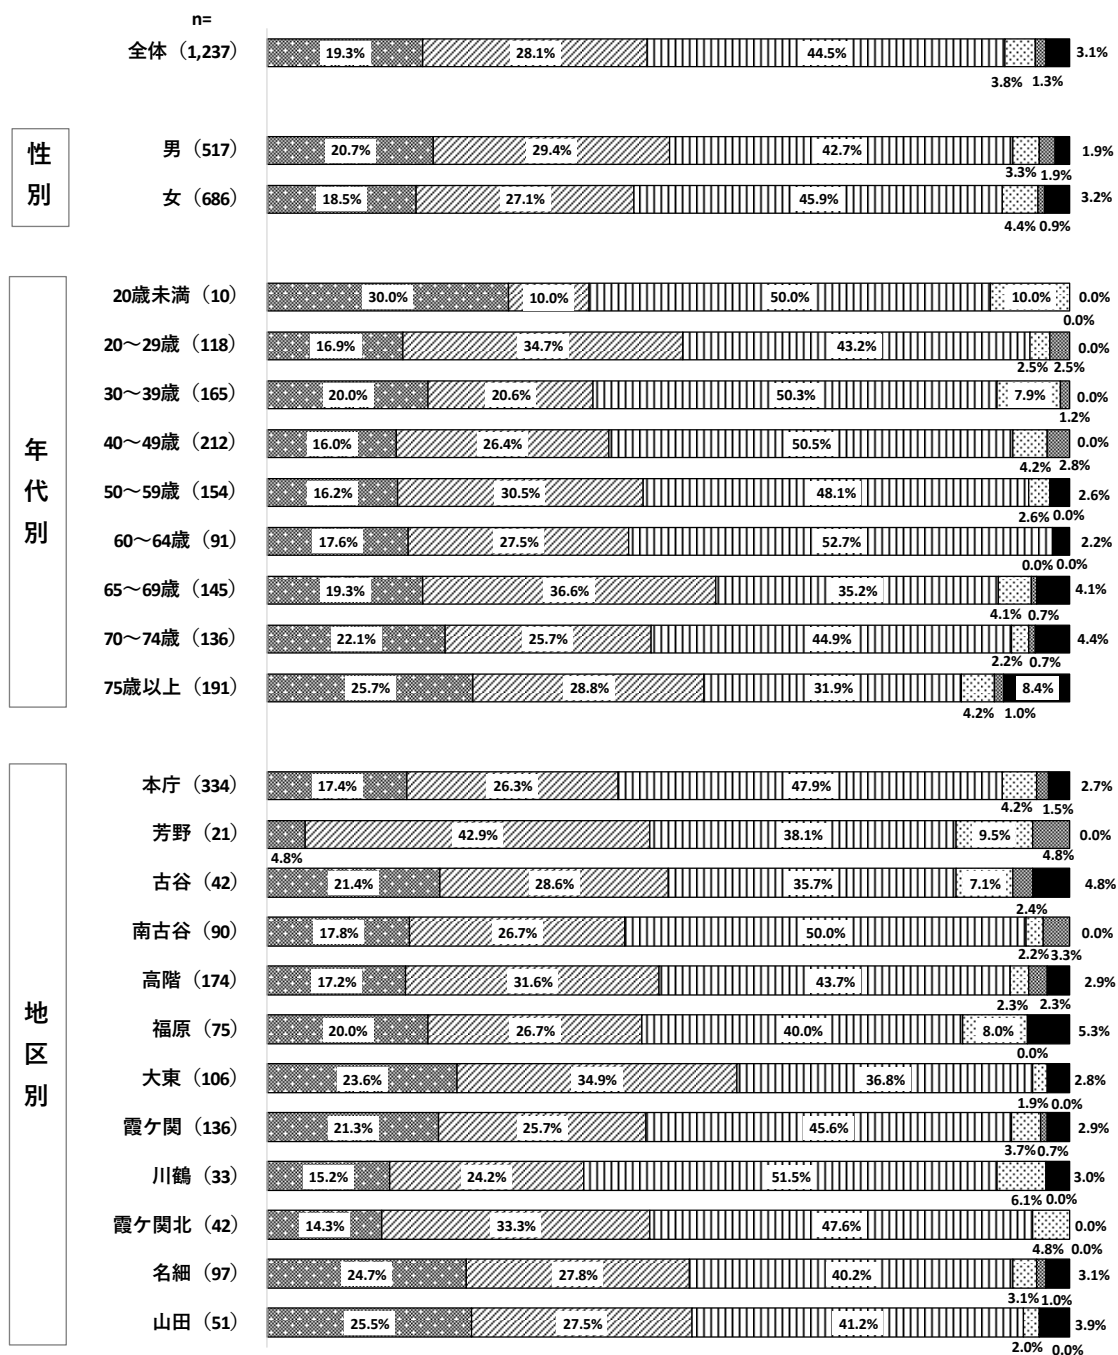 n=
全体（1,237） 19.3% 28.1% 44.5% 3.1%
3.8% 1.3%
性別
男（517） 20.7% 29.4% 42.7% 1.9%
3.3% 1.9%
女（686） 18.5% 27.1% 45.9% 3.2%
4.4% 0.9%
年代別
20歳未満（10） 30.0% 10.0% 50.0% 10.0% 0.0%
0.0%
20～29歳（118） 16.9% 34.7% 43.2% 0.0%
2.5% 2.5%
30～39歳（165） 20.0% 20.6% 50.3% 7.9% 0.0%
1.2%
40～49歳（212） 16.0% 26.4% 50.5% 0.0%
4.2% 2.8%
50～59歳（154） 16.2% 30.5% 48.1% 2.6%
2.6% 0.0%
60～64歳（91） 17.6% 27.5% 52.7% 2.2%
0.0% 0.0%
65～69歳（145） 19.3% 36.6% 35.2% 4.1%
4.1% 0.7%
70～74歳（136） 22.1% 25.7% 44.9% 4.4%
2.2% 0.7%
75歳以上（191） 25.7% 28.8% 31.9% 8.4%
4.2% 1.0%
地区別
本庁（334） 17.4% 26.3% 47.9% 2.7%
4.2% 1.5%
芳野（21） 42.9% 38.1% 9.5% 0.0%
4.8% 4.8%
古谷（42） 21.4% 28.6% 35.7% 7.1% 4.8%
2.4%
南古谷（90） 17.8% 26.7% 50.0% 0.0%
2.2% 3.3%
高階（174） 17.2% 31.6% 43.7% 2.9%
2.3% 2.3%
福原（75） 20.0% 26.7% 40.0% 8.0% 5.3%
0.0%
大東（106） 23.6% 34.9% 36.8% 2.8%
1.9% 0.0%
霞ケ関（136） 21.3% 25.7% 45.6% 2.9%
3.7% 0.7%
川鶴（33） 15.2% 24.2% 51.5% 3.0%
6.1% 0.0%
霞ケ関北（42） 14.3% 33.3% 47.6% 0.0%
4.8% 0.0%
名細（97） 24.7% 27.8% 40.2% 3.1%
3.1% 1.0%
山田（51） 25.5% 27.5% 41.2% 3.9%
2.0% 0.0%